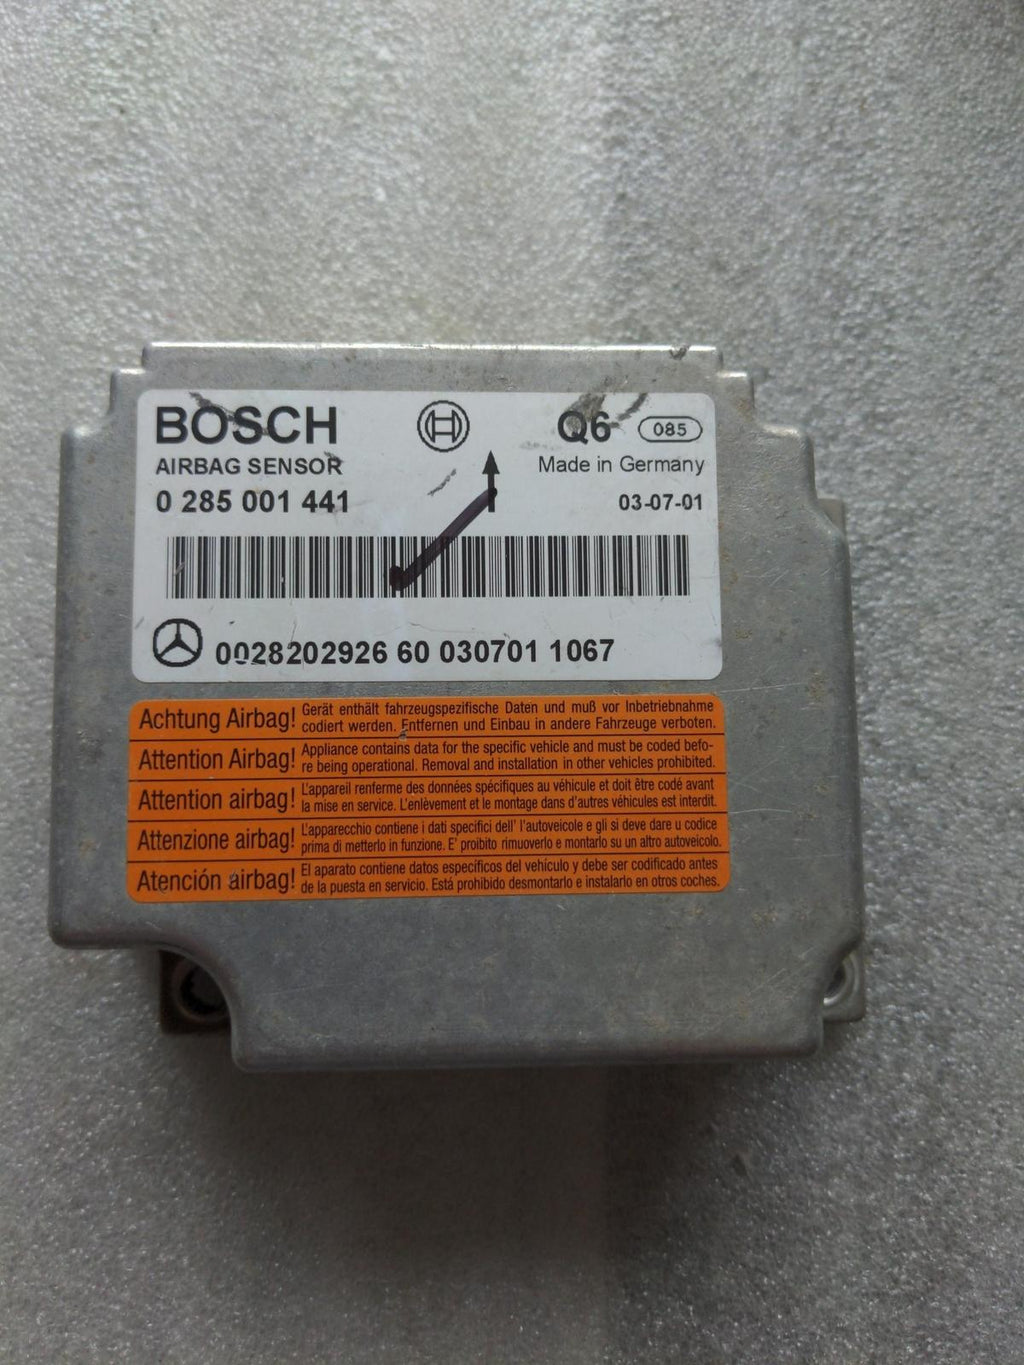 BOSCH
Q6 085
AIRBAG SENSOR
Made in Germany
0 285 001 441
03-07-01
0028202926 60 030701 1067
Achtung Airbag! Gerät enthält fahrzeugspezifische Daten und muß vor Inbetriebnahme
codiert werden. Entfernen und Einbau in andere Fahrzeuge verboten.
Attention Airbag! Appliance contains data for the specific vehicle and must be coded befo-
re being operational. Removal and installation in other vehicles prohibited.
Attention airbag! L'appareil renferme des données spécifiques au véhicule et doit être codé avant
la mise en service. L'enlèvement et le montage dans d'autres véhicules est interdit.
Attenzione airbag! L'apparecchio contiene i dati specifici dell' l'autoveicole e gli si deve dare u codice
prima di metterlo in funzione. E' proibito rimuoverlo e montarlo su un altro autoveicolo.
Atención airbag! El aparato contiene datos específicos del vehículo y debe ser codificado antes
de la puesta en servicio. Está prohibido desmontarlo e instalarlo en otros coches.